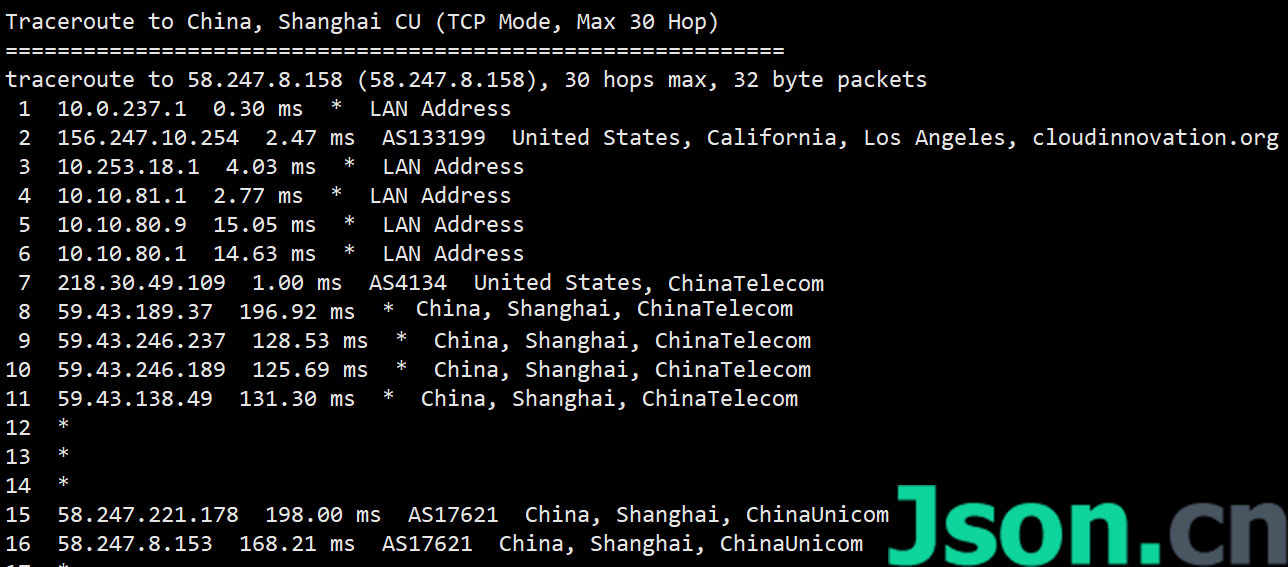 Traceroute to China, Shanghai CU (TCP Mode, Max 30 Hop)
============================================================
traceroute to 58.247.8.158 (58.247.8.158), 30 hops max, 32 byte packets
1 10.0.237.1 0.30 ms * LAN Address
2 156.247.10.254 2.47 ms AS133199 United States, California, Los Angeles, cloudinnovation.org
3 10.253.18.1 4.03 ms * LAN Address
4 10.10.81.1 2.77 ms * LAN Address
5 10.10.80.9 15.05 ms * LAN Address
6 10.10.80.1 14.63 ms * LAN Address
7 218.30.49.109 1.00 ms AS4134 United States, ChinaTelecom
8 59.43.189.37 196.92 ms * China, Shanghai, ChinaTelecom
9 59.43.246.237 128.53 ms * China, Shanghai, ChinaTelecom
10 59.43.246.189 125.69 ms * China, Shanghai, ChinaTelecom
11 59.43.138.49 131.30 ms * China, Shanghai, ChinaTelecom
12 *
13 *
14 *
15 58.247.221.178 198.00 ms AS17621 China, Shanghai, ChinaUnicom
16 58.247.8.153 168.21 ms AS17621 China, Shanghai, ChinaUnicom
Json.cn